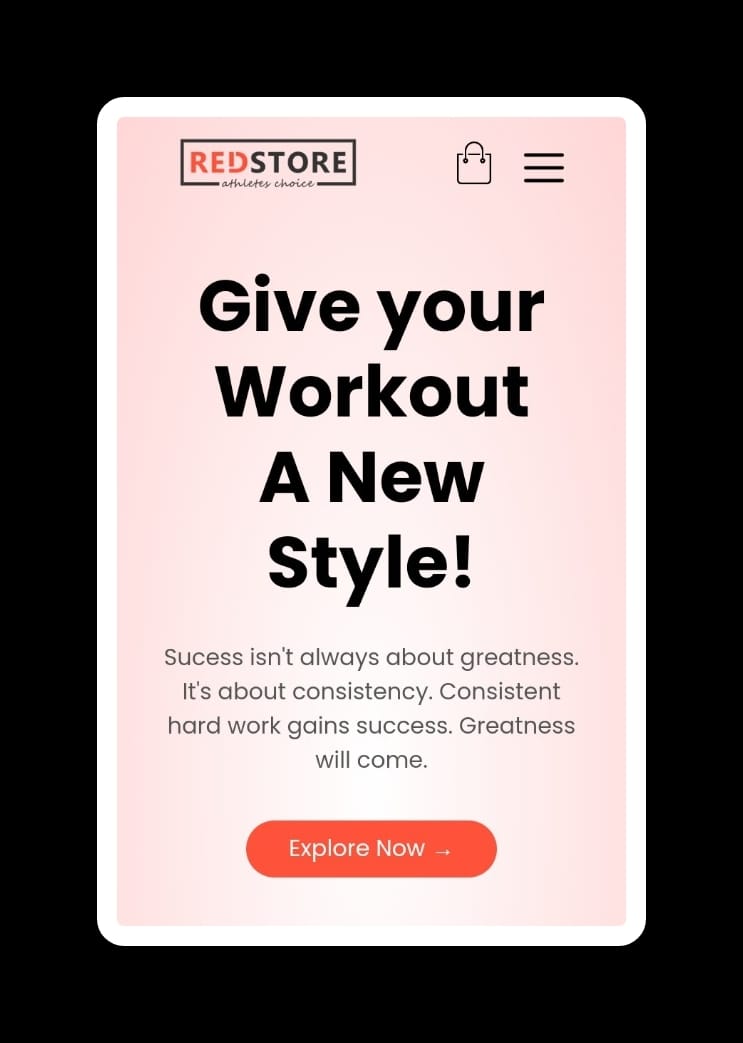 REDSTORE
athletes choice
Give your
Workout
A New
Style!
Sucess isn't always about greatness.
It's about consistency. Consistent
hard work gains success. Greatness
will come.
Explore Now →